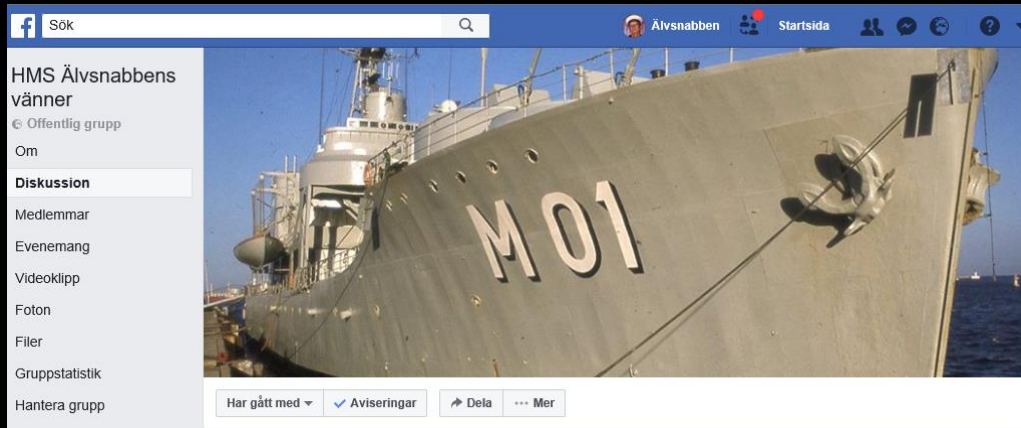 f
Sök
Älvsnabben
Startsida
?
HMS Älvsnabbens
vänner
Offentlig grupp
Om
Diskussion
Medlemmar
Evenemang
Videoklipp
Foton
Filer
Gruppstatistik
Hantera grupp
M 01
Har gått med
Aviseringar
Dela
Mer